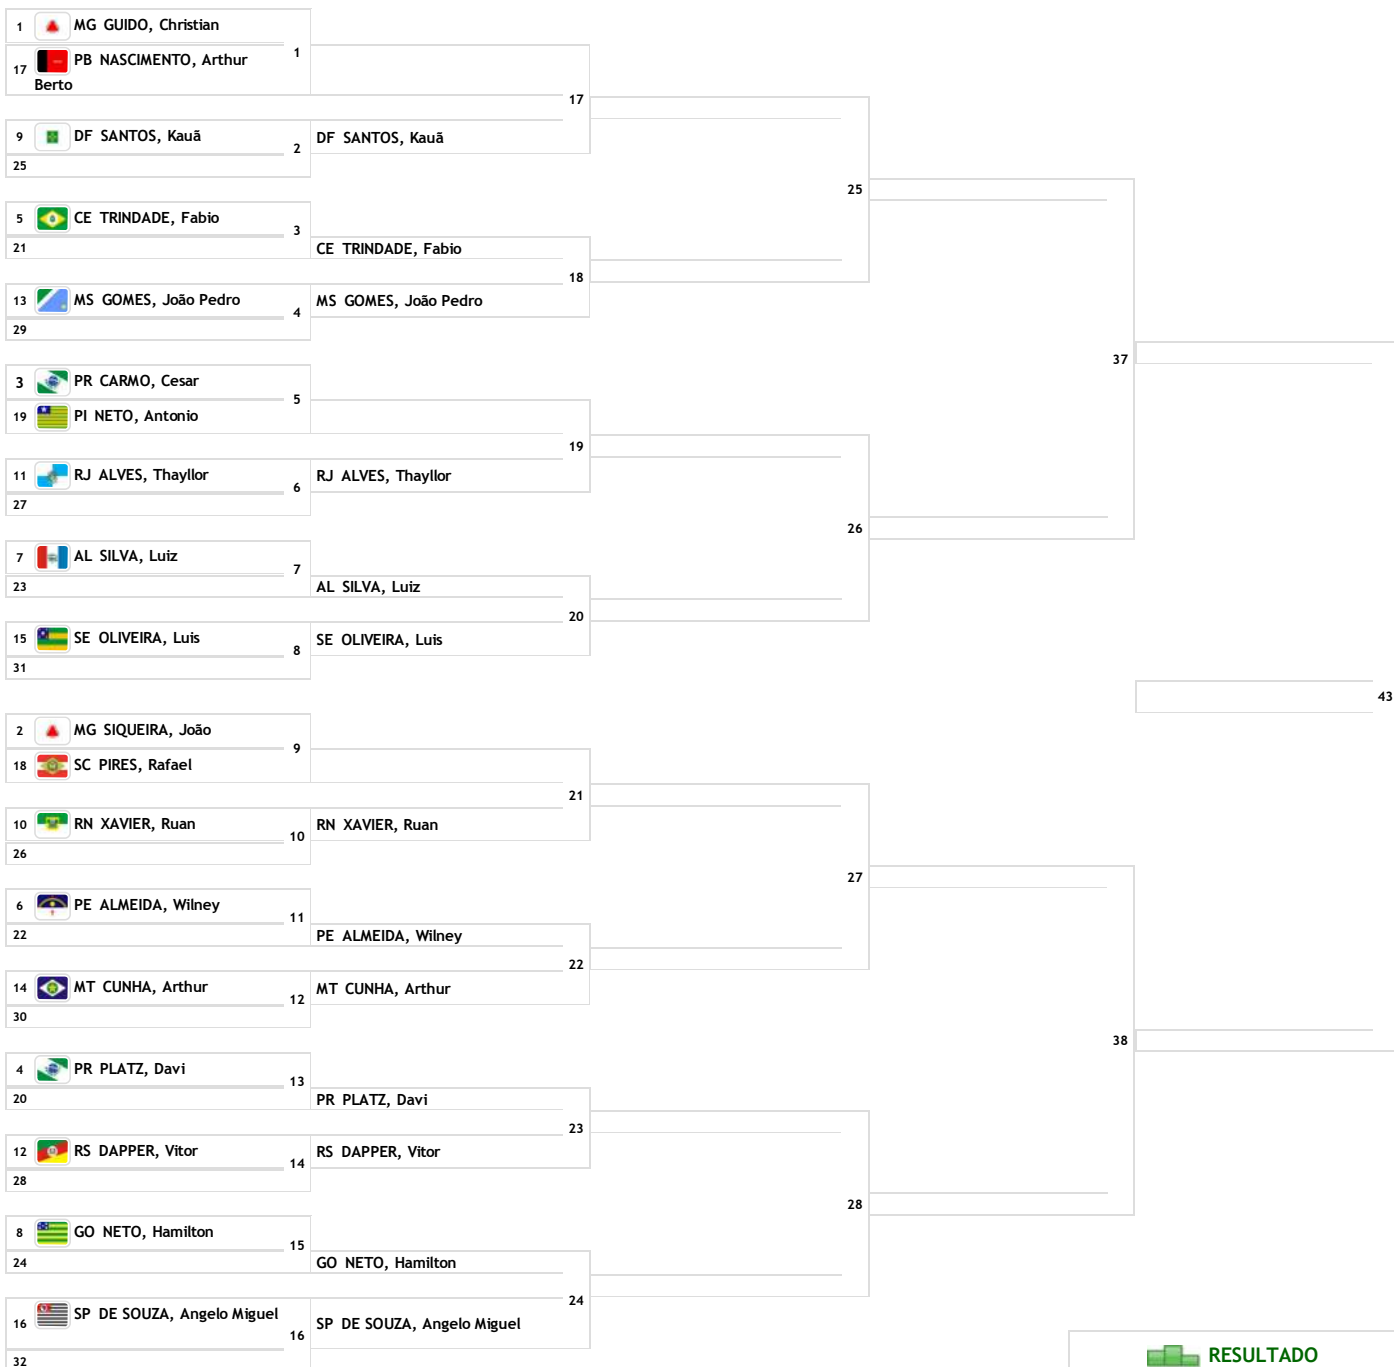 1 MG GUIDO, Christian
1
17 PB NASCIMENTO, Arthur
Berto
17
9 DF SANTOS, Kauã
2
DF SANTOS, Kauã
25
25
5 CE TRINDADE, Fabio
3
21
CE TRINDADE, Fabio
18
13 MS GOMES, João Pedro
4
MS GOMES, João Pedro
29
37
3 PR CARMO, Cesar
5
19 PI NETO, Antonio
19
11 RJ ALVES, Thayllor
6
RJ ALVES, Thayllor
27
26
7 AL SILVA, Luiz
7
23
AL SILVA, Luiz
20
15 SE OLIVEIRA, Luis
8
SE OLIVEIRA, Luis
31
43
2 MG SIQUEIRA, João
9
18 SC PIRES, Rafael
21
10 RN XAVIER, Ruan
10
RN XAVIER, Ruan
26
27
6 PE ALMEIDA, Wilney
11
22
PE ALMEIDA, Wilney
22
14 MT CUNHA, Arthur
12
MT CUNHA, Arthur
30
38
4 PR PLATZ, Davi
13
20
PR PLATZ, Davi
23
12 RS DAPPER, Vitor
14
RS DAPPER, Vitor
28
28
8 GO NETO, Hamilton
15
24
GO NETO, Hamilton
24
16 SP DE SOUZA, Angelo Miguel
16
SP DE SOUZA, Angelo Miguel
32
RESULTADO